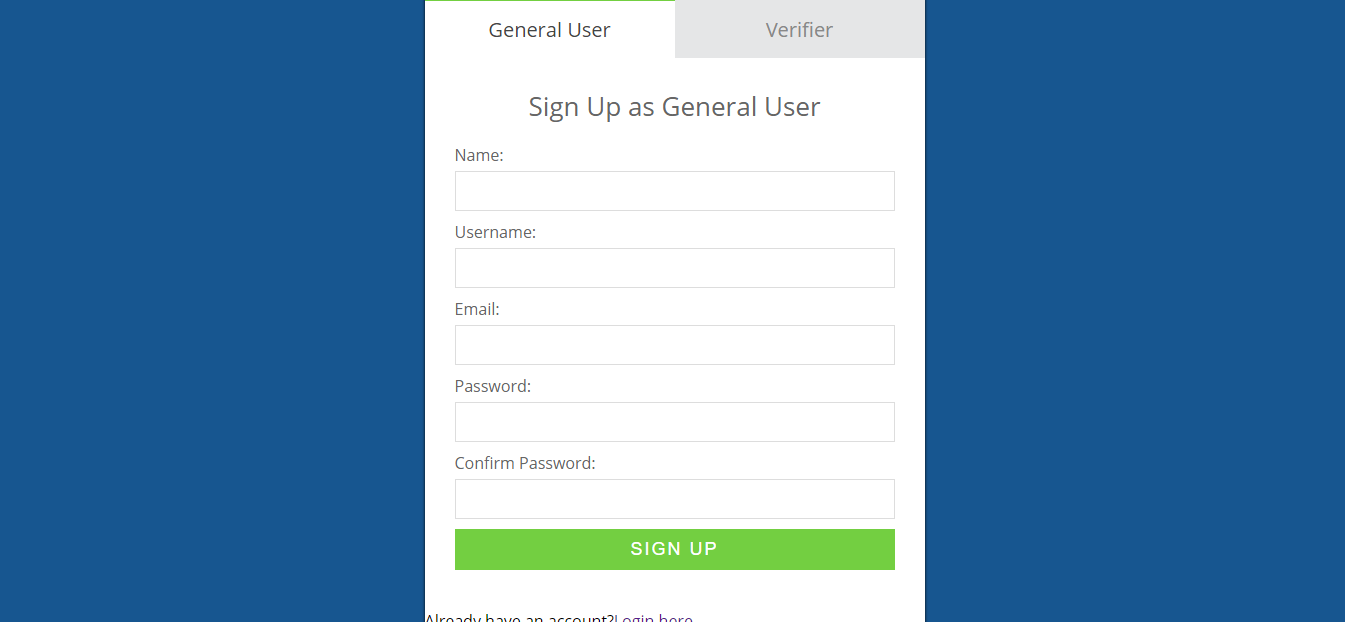 General User
Verifier
Sign Up as General User
Name:
Username:
Email:
Password:
Confirm Password:
SIGN UP
Already have an account?Login here